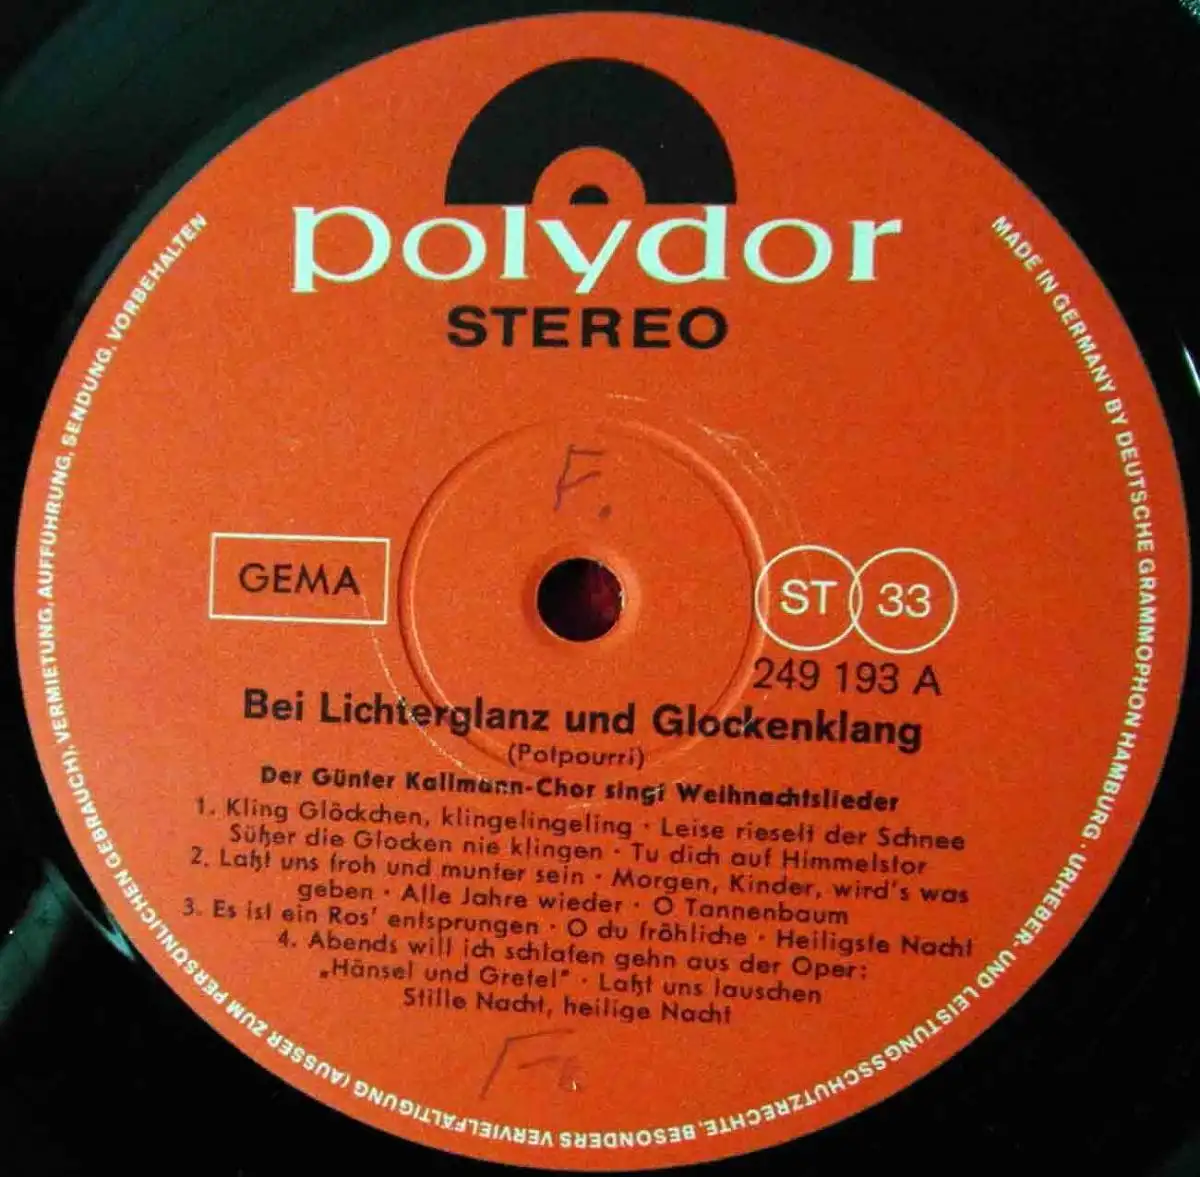 polydor
STEREO
F.
GEMA
ST 33
249 193 A
Bei Lichterglanz und Glockenklang
(Potpourri)
Der Günter Kallmann-Chor singt Weihnachtslieder
1. Kling Glöckchen, klingelingeling · Leise rieselt der Schnee
Süßer die Glocken nie klingen · Tu dich auf Himmelstor
2. Laßt uns froh und munter sein · Morgen, Kinder, wird's was
geben · Alle Jahre wieder · O Tannenbaum
3. Es ist ein Ros' entsprungen · O du fröhliche · Heiligste Nacht
4. Abends will ich schlafen gehn aus der Oper:
„Hänsel und Gretel" · Laßt uns lauschen
Stille Nacht, heilige Nacht
MADE IN GERMANY BY DEUTSCHE GRAMMOPHON HAMBURG · URHEBER- UND LEISTUNGSSCHUTZRECHTE, BESONDERS VERVIELFÄLTIGUNG (AUSSER ZUM PERSÖNLICHEN GEBRAUCH), VERMIETUNG, AUFFÜHRUNG, SENDUNG, VORBEHALTEN